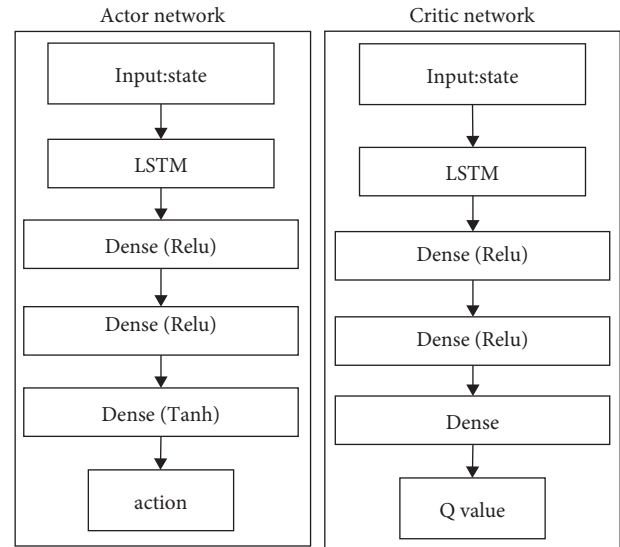 Actor network
Input:state
LSTM
Dense (Relu)
Dense (Relu)
Dense (Tanh)
action
Critic network
Input:state
LSTM
Dense (Relu)
Dense (Relu)
Dense
Q value